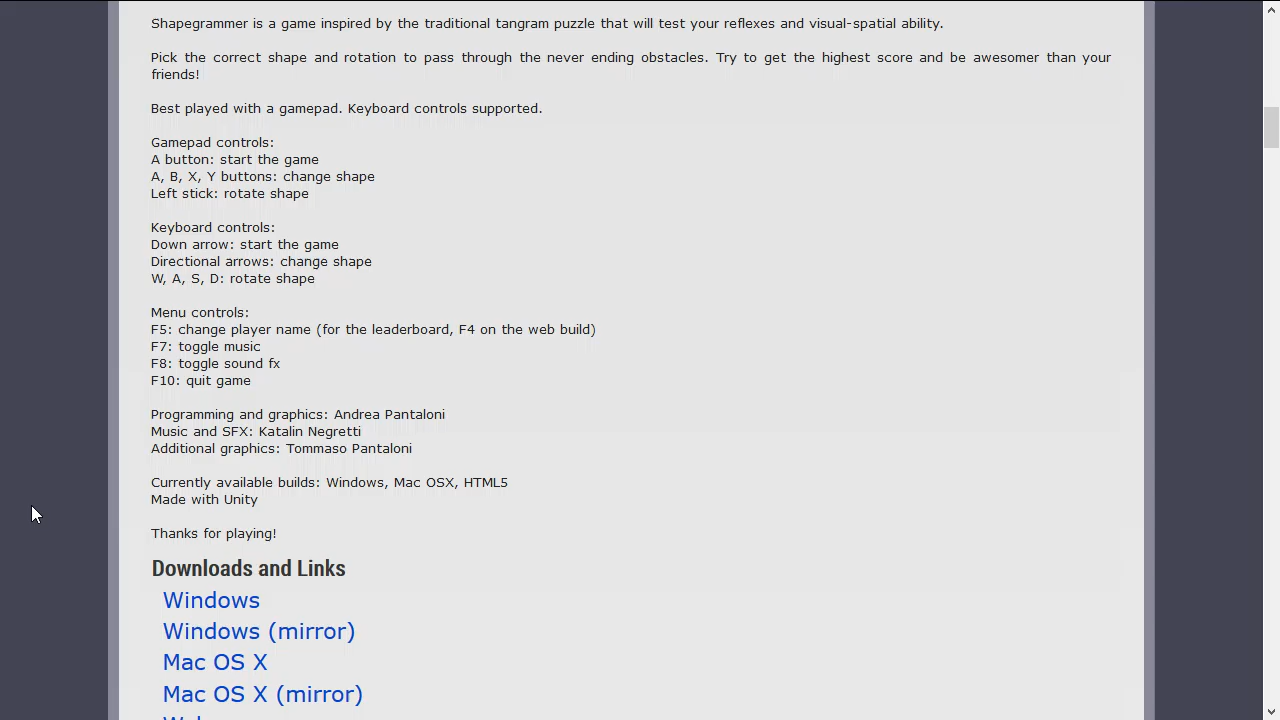 Shapegrammer is a game inspired by the traditional tangram puzzle that will test your reflexes and visual-spatial ability.
Pick the correct shape and rotation to pass through the never ending obstacles. Try to get the highest score and be awesomer than your
friends!
Best played with a gamepad. Keyboard controls supported.
Gamepad controls:
A button: start the game
A, B, X, Y buttons: change shape
Left stick: rotate shape
Keyboard controls:
Down arrow: start the game
Directional arrows: change shape
W, A, S, D: rotate shape
Menu controls:
F5: change player name (for the leaderboard, F4 on the web build)
F7: toggle music
F8: toggle sound fx
F10: quit game
Programming and graphics: Andrea Pantaloni
Music and SFX: Katalin Negretti
Additional graphics: Tommaso Pantaloni
Currently available builds: Windows, Mac OSX, HTML5
Made with Unity
Thanks for playing!
Downloads and Links
Windows
Windows (mirror)
Mac OS X
Mac OS X (mirror)